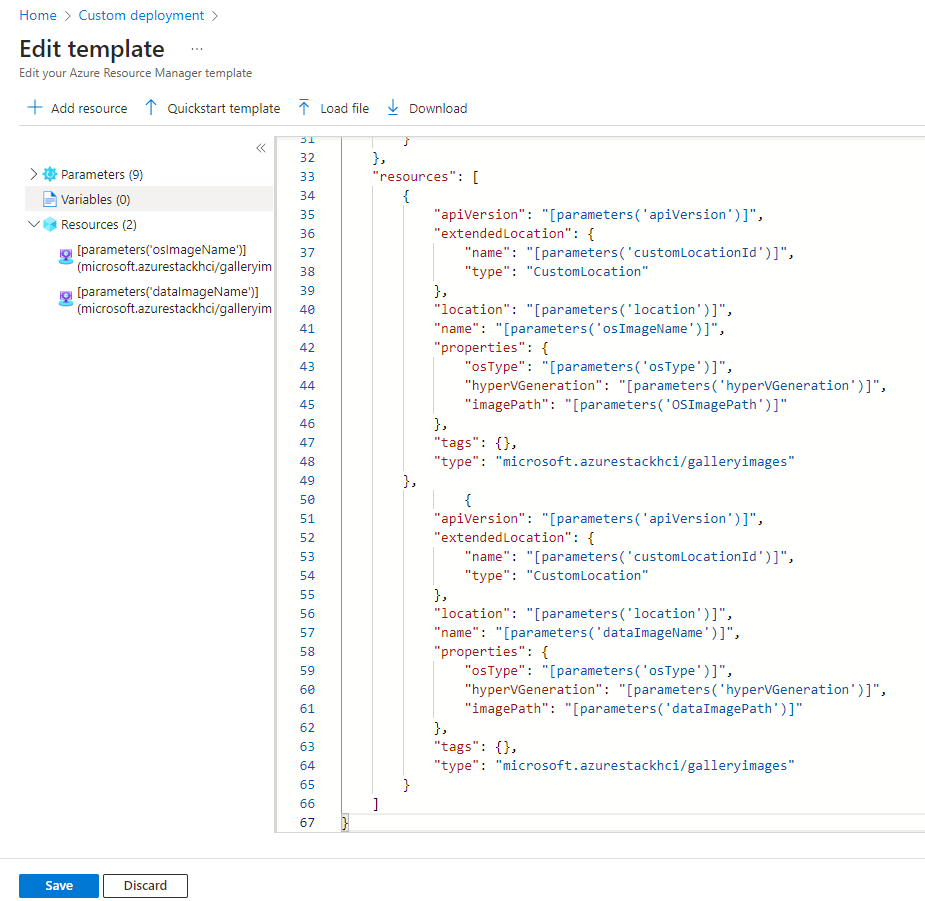 Home > Custom deployment >
Edit template ...
Edit your Azure Resource Manager template
+ Add resource ↑ Quickstart template Load file Download
«
Parameters (9)
Variables (0)
Resources (2)
[parameters('osImageName')]
(microsoft.azurestackhci/galleryim
[parameters('dataImageName')]
(microsoft.azurestackhci/galleryim
31 }
32 },
33 "resources": [
34 {
35 "apiVersion": "[parameters('apiVersion')]",
36 "extendedLocation": {
37 "name": "[parameters('customLocationId')]",
38 "type": "CustomLocation"
39 },
40 "location": "[parameters('location')]",
41 "name": "[parameters('osImageName')]",
42 "properties": {
43 "osType": "[parameters('osType')]",
44 "hyperVGeneration": "[parameters('hyperVGeneration')]",
45 "imagePath": "[parameters('OSImagePath')]"
46 },
47 "tags": {},
48 "type": "microsoft.azurestackhci/galleryimages"
49 },
50 {
51 "apiVersion": "[parameters('apiVersion')]",
52 "extendedLocation": {
53 "name": "[parameters('customLocationId')]",
54 "type": "CustomLocation"
55 },
56 "location": "[parameters('location')]",
57 "name": "[parameters('dataImageName')]",
58 "properties": {
59 "osType": "[parameters('osType')]",
60 "hyperVGeneration": "[parameters('hyperVGeneration')]",
61 "imagePath": "[parameters('dataImagePath')]"
62 },
63 "tags": {},
64 "type": "microsoft.azurestackhci/galleryimages"
65 }
66 ]
67 }
Save Discard